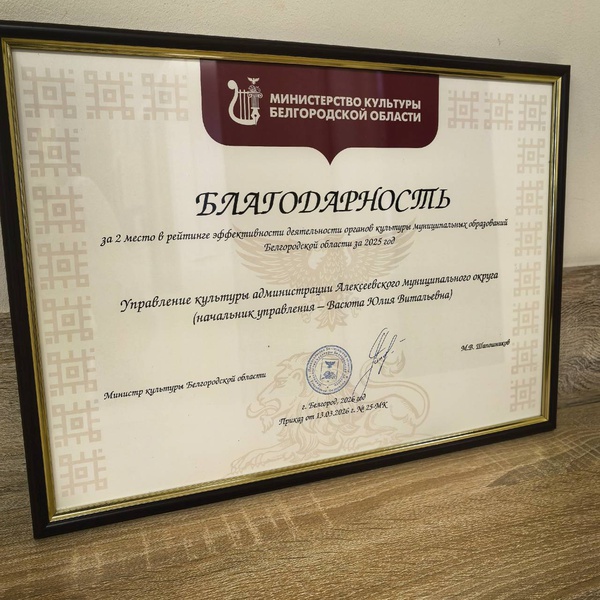 МИНИСТЕРСТВО КУЛЬТУРЫ
БЕЛГОРОДСКОЙ ОБЛАСТИ
БЛАГОДАРНОСТЬ
за 2 место в рейтинге эффективности деятельности органов культуры муниципальных образований
Белгородской области за 2025 год
Управление культуры администрации Алексеевского муниципального округа
(начальник управления – Васюта Юлия Витальевна)
Министр культуры Белгородской области
М.В. Шапошников
г. Белгород, 2026 год
Приказ от 13.03.2026 г. № 25-МК